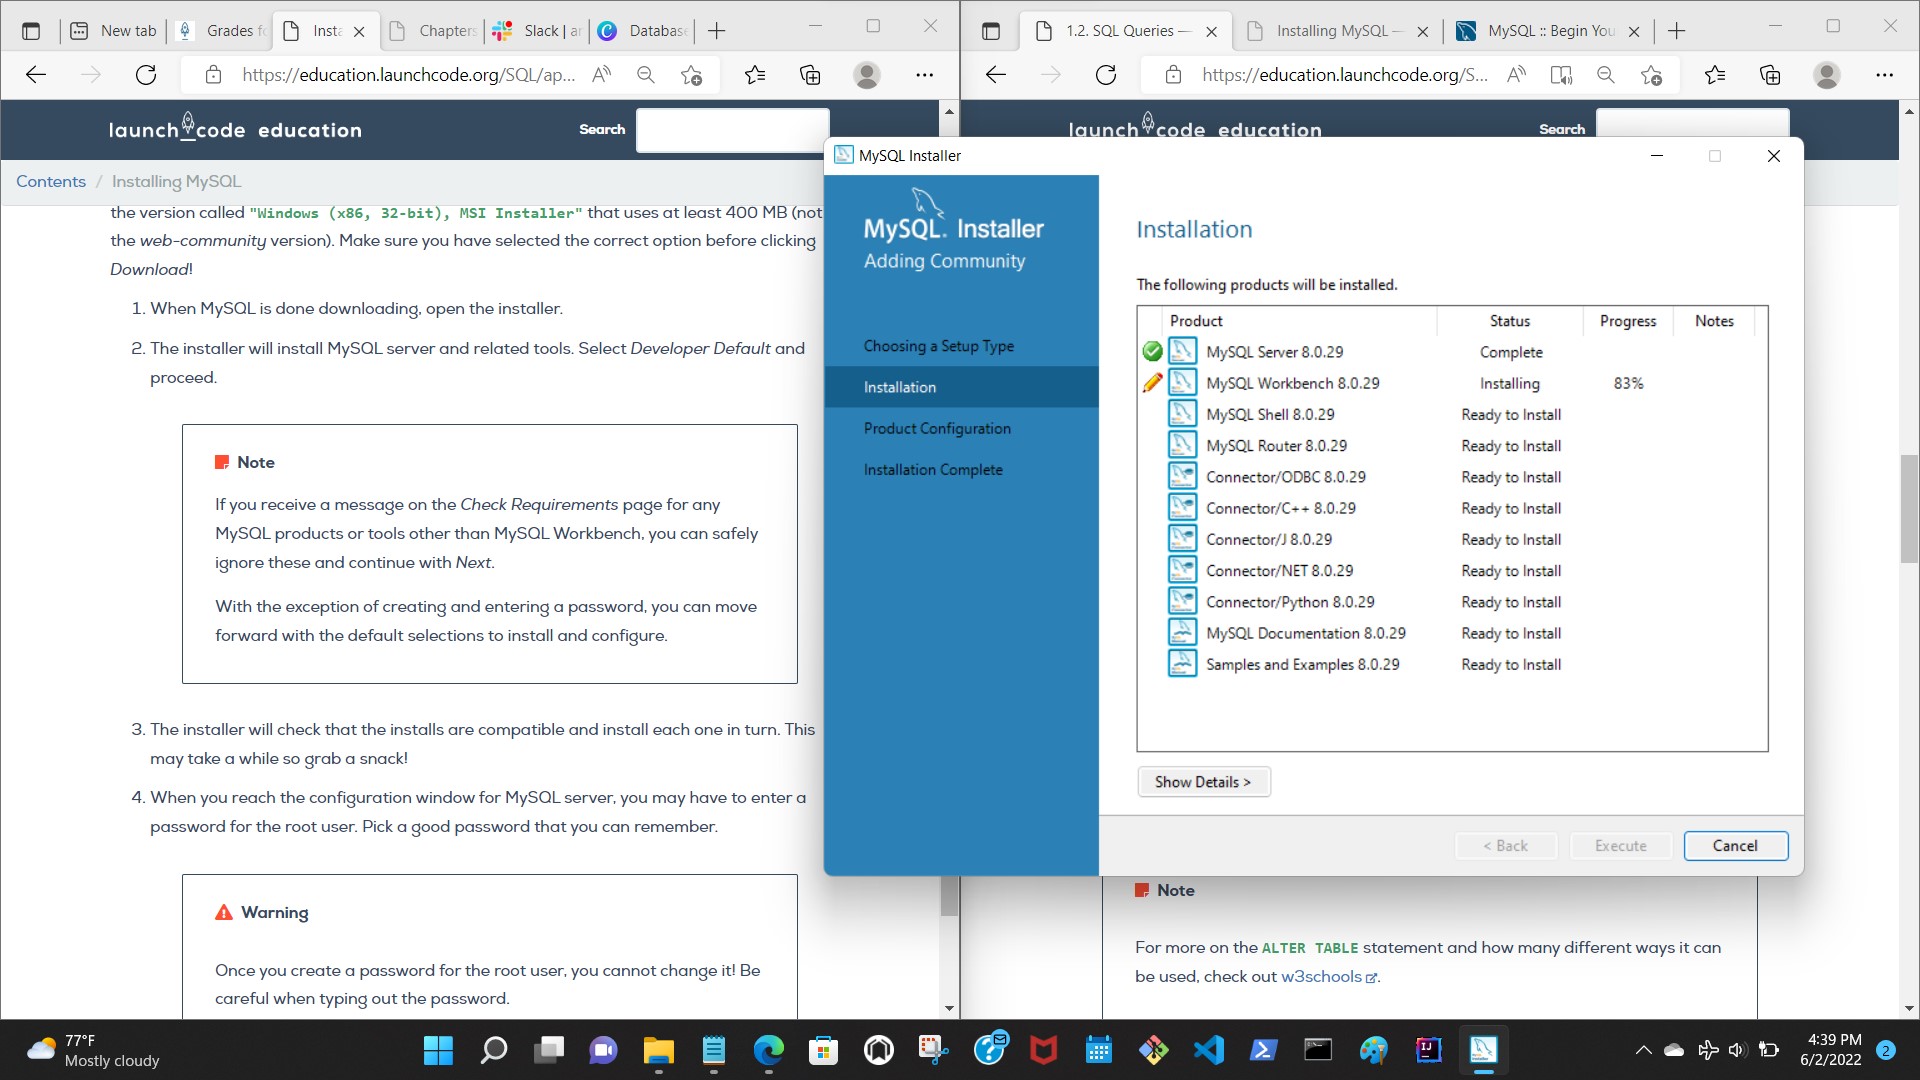 New tab
Grades fo
Insta
Chapters
Slack | ar
Database
1.2. SQL Queries —
Installing MySQL —
MySQL :: Begin You
https://education.launchcode.org/SQL/ap...
https://education.launchcode.org/S...
launch_code education
Search
launch code education
Search
Contents / Installing MySQL
the version called "Windows (x86, 32-bit), MSI Installer" that uses at least 400 MB (not
the web-community version). Make sure you have selected the correct option before clicking
Download!
1. When MySQL is done downloading, open the installer.
2. The installer will install MySQL server and related tools. Select Developer Default and
proceed.
Note
If you receive a message on the Check Requirements page for any
MySQL products or tools other than MySQL Workbench, you can safely
ignore these and continue with Next.
With the exception of creating and entering a password, you can move
forward with the default selections to install and configure.
3. The installer will check that the installs are compatible and install each one in turn. This
may take a while so grab a snack!
4. When you reach the configuration window for MySQL server, you may have to enter a
password for the root user. Pick a good password that you can remember.
Warning
Once you create a password for the root user, you cannot change it! Be
careful when typing out the password.
MySQL Installer
MySQL. Installer
Adding Community
Choosing a Setup Type
Installation
Product Configuration
Installation Complete
Installation
The following products will be installed.
Product Status Progress Notes
MySQL Server 8.0.29 Complete
MySQL Workbench 8.0.29 Installing 83%
MySQL Shell 8.0.29 Ready to Install
MySQL Router 8.0.29 Ready to Install
Connector/ODBC 8.0.29 Ready to Install
Connector/C++ 8.0.29 Ready to Install
Connector/J 8.0.29 Ready to Install
Connector/NET 8.0.29 Ready to Install
Connector/Python 8.0.29 Ready to Install
MySQL Documentation 8.0.29 Ready to Install
Samples and Examples 8.0.29 Ready to Install
Show Details >
< Back
Execute
Cancel
Note
For more on the ALTER TABLE statement and how many different ways it can
be used, check out w3schools.
77°F
Mostly cloudy
4:39 PM
6/2/2022
2